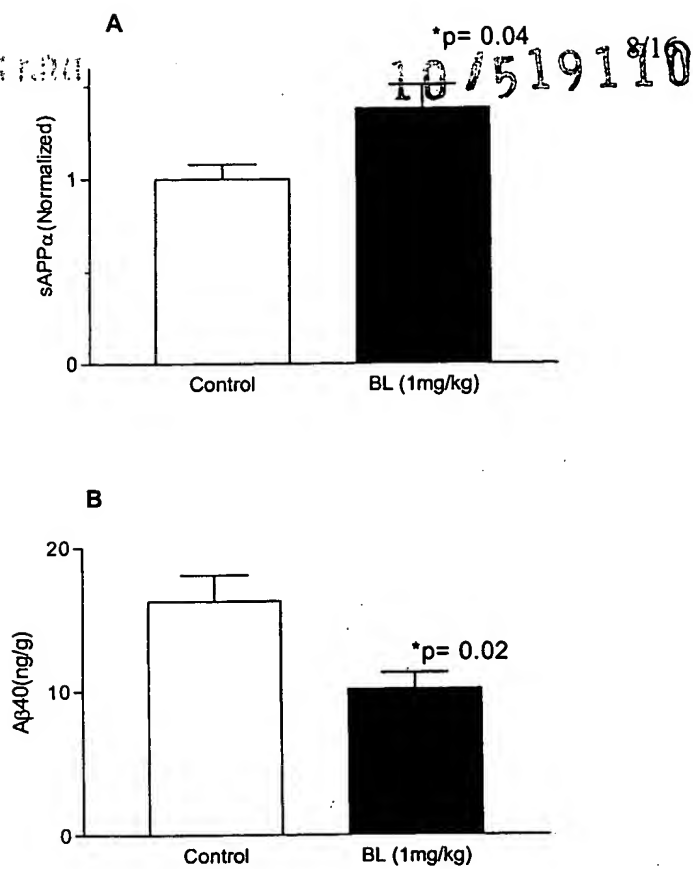 A
*p= 0.04
8/16
10/519110
sAPPα (Normalized)
1
0
Control
BL (1mg/kg)
B
20
Aβ40(ng/g)
*p= 0.02
10
0
Control
BL (1mg/kg)